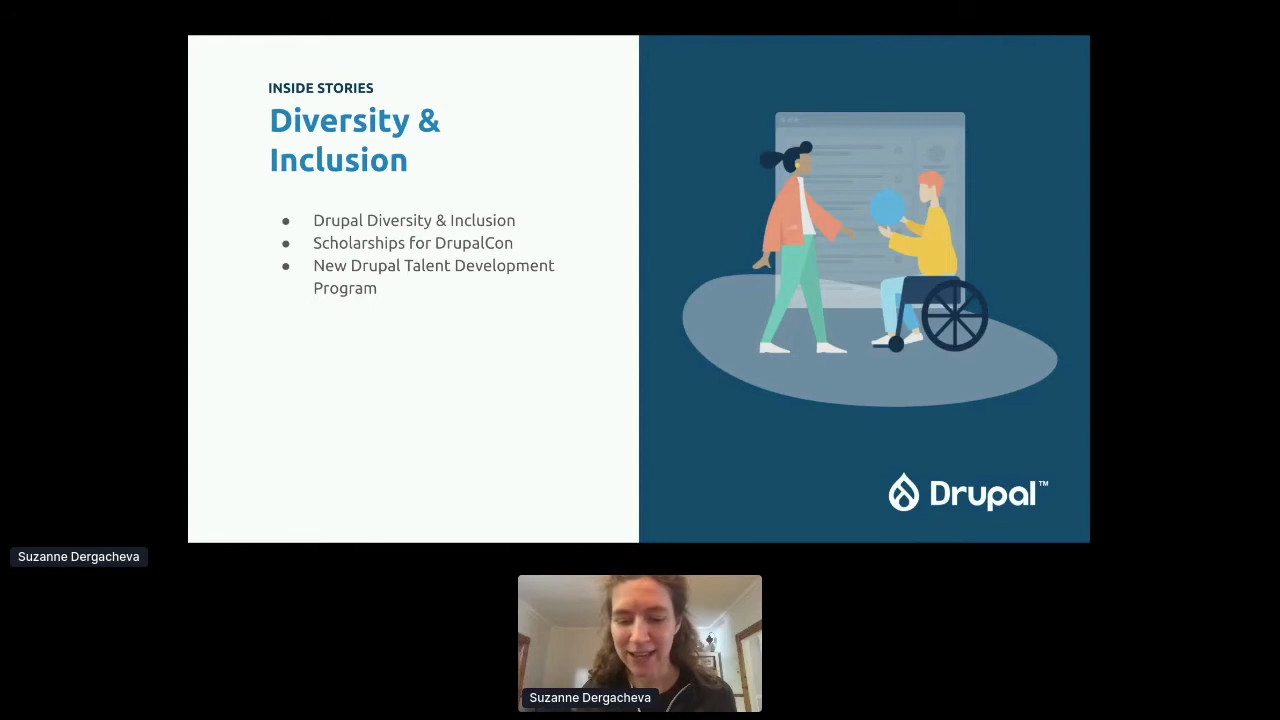 INSIDE STORIES
Diversity &
Inclusion
● Drupal Diversity & Inclusion
● Scholarships for DrupalCon
● New Drupal Talent Development
Program
Drupal™
Suzanne Dergacheva
Suzanne Dergacheva